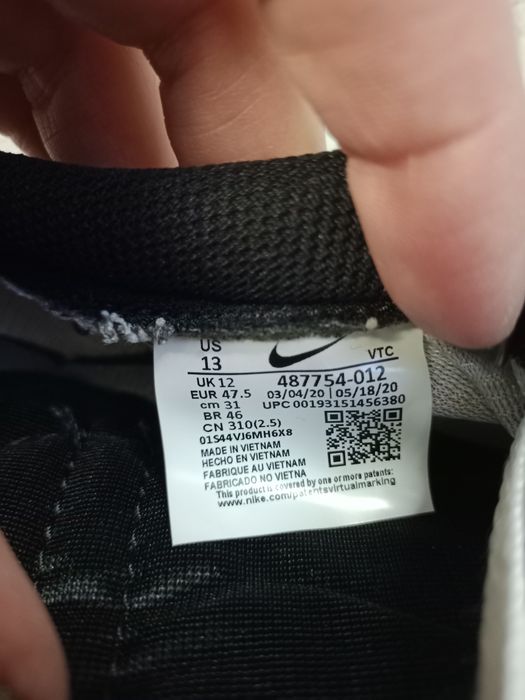 US
13
VTC
UK 12
487754-012
EUR 47.5
03/04/20 | 05/18/20
cm 31
UPC 00193151456380
BR 46
CN 310(2.5)
01S44VJ6MH6X8
MADE IN VIETNAM
HECHO EN VIETNAM
FABRIQUE AU VIETNAM
FABRICADO NO VIETNA
This product is covered by one or more patents:
www.nike.com/patentsvirtualmarking